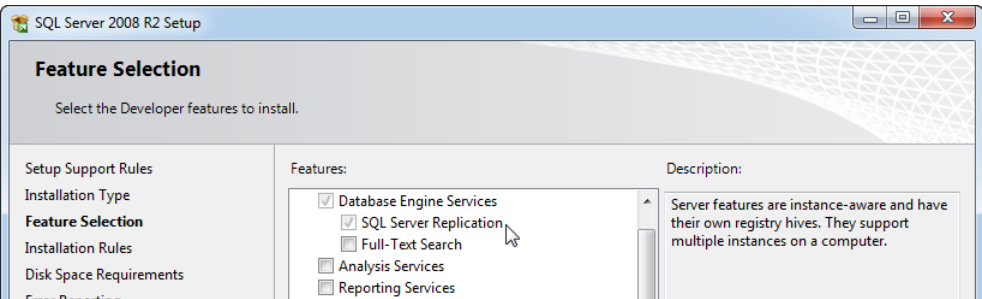 SQL Server 2008 R2 Setup
Feature Selection
Select the Developer features to install.
Setup Support Rules
Installation Type
Feature Selection
Installation Rules
Disk Space Requirements
Error Reporting
Features:
Database Engine Services
SQL Server Replication
Full-Text Search
Analysis Services
Reporting Services
Description:
Server features are instance-aware and have
their own registry hives. They support
multiple instances on a computer.